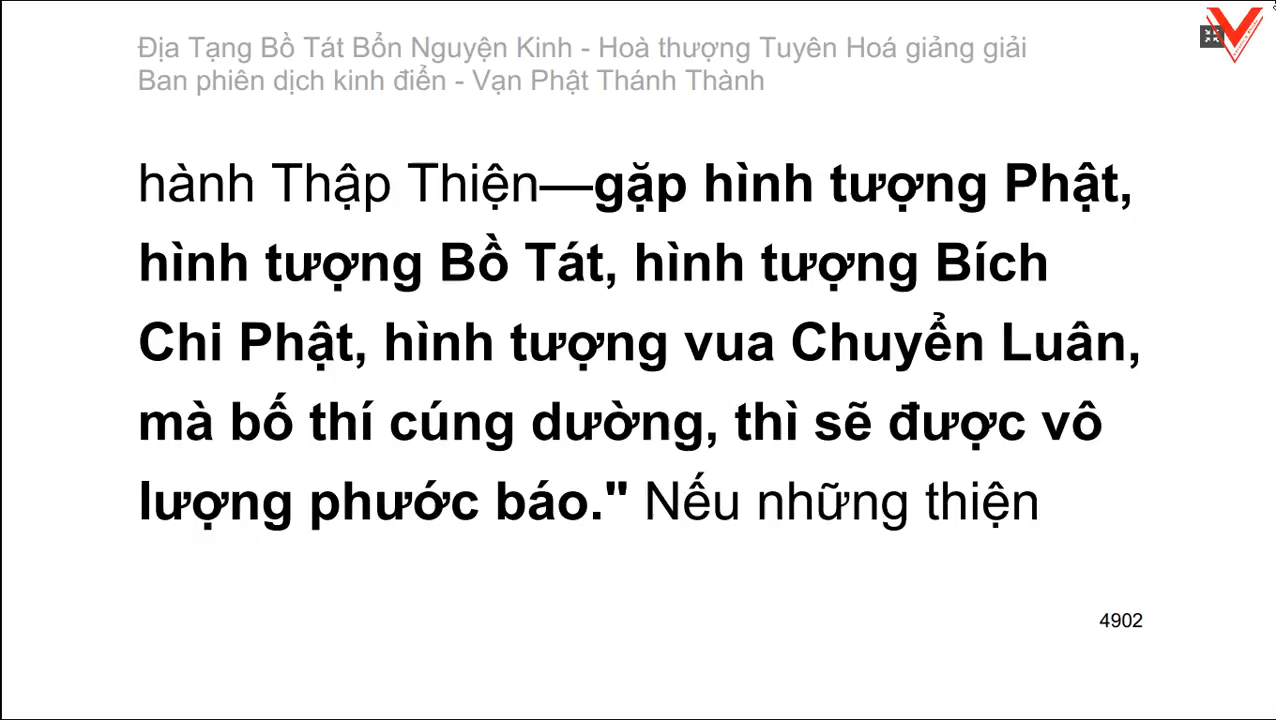 Địa Tạng Bồ Tát Bổn Nguyện Kinh - Hoà thượng Tuyên Hoá giảng giải
Ban phiên dịch kinh điển - Vạn Phật Thánh Thành
hành Thập Thiện—gặp hình tượng Phật,
hình tượng Bồ Tát, hình tượng Bích
Chi Phật, hình tượng vua Chuyển Luân,
mà bố thí cúng dường, thì sẽ được vô
lượng phước báo." Nếu những thiện
4902